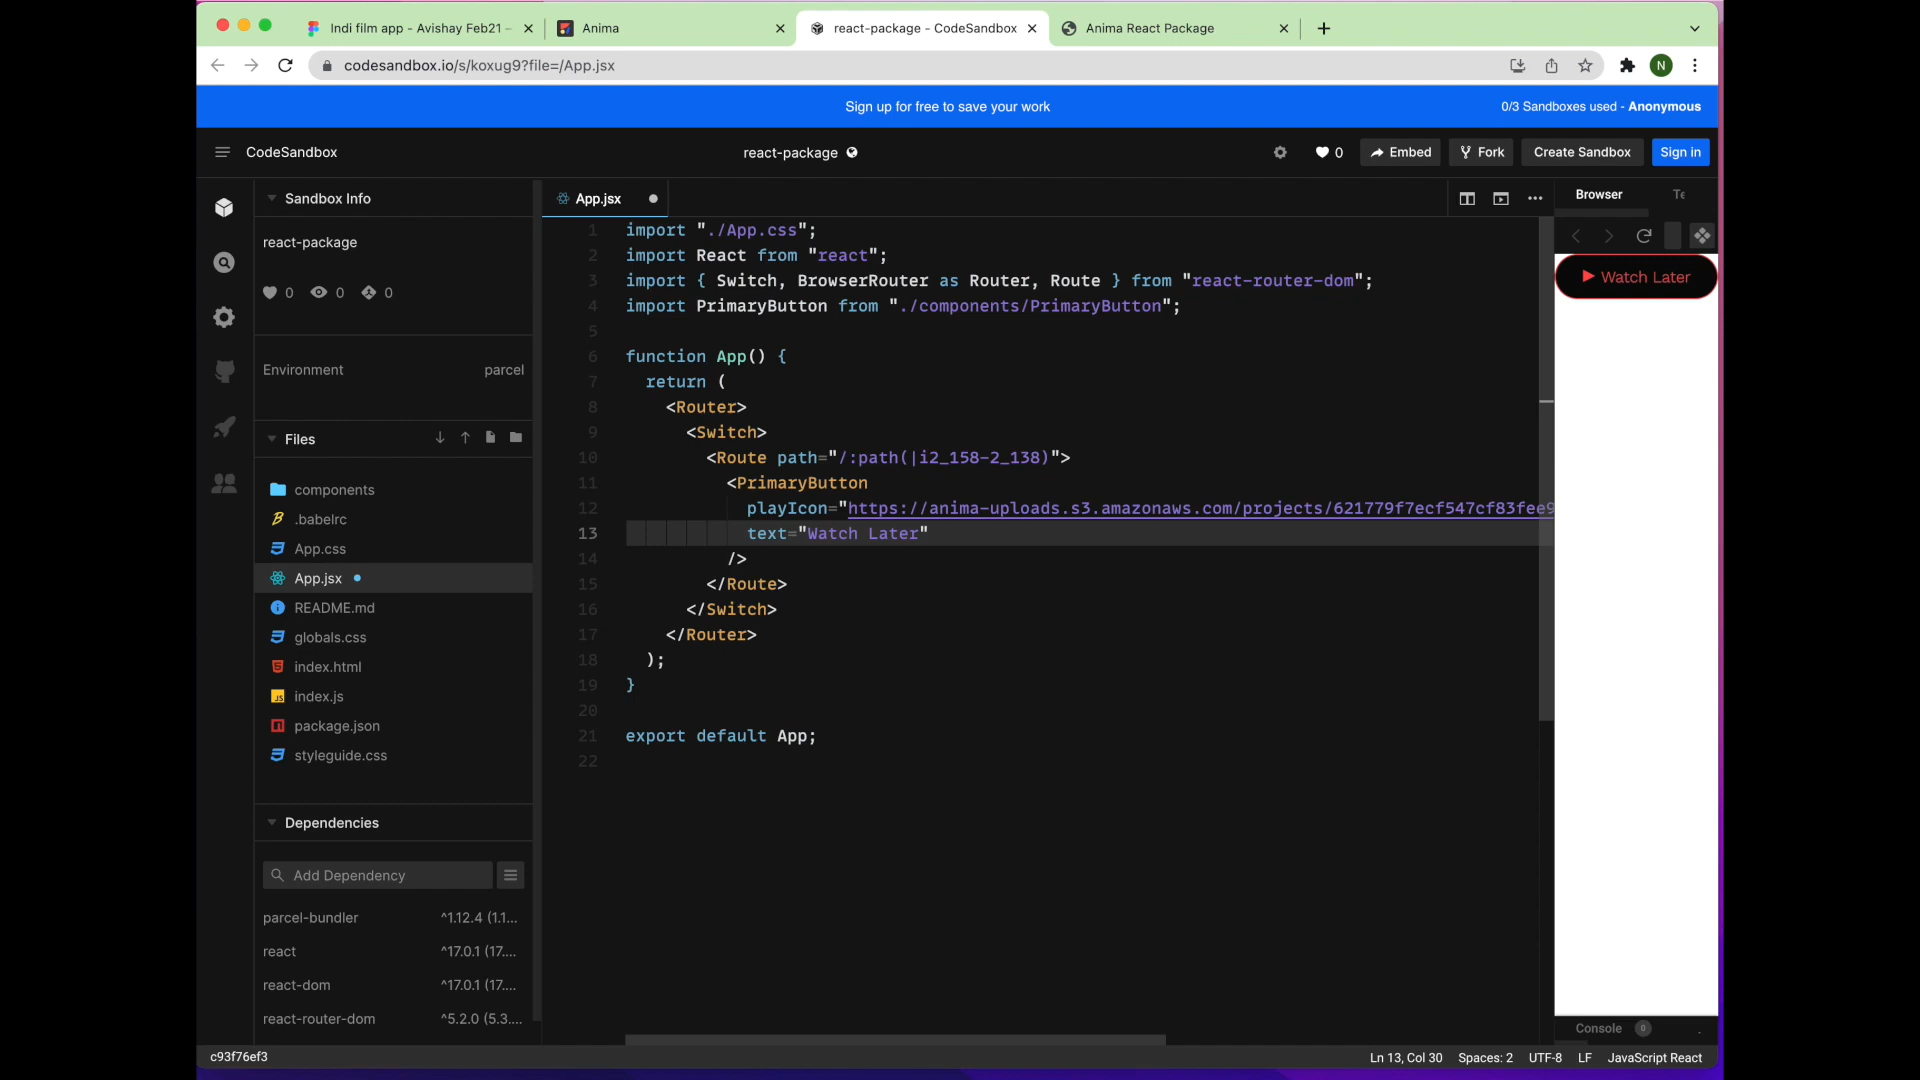 Indi film app - Avishay Feb21 -
Anima
react-package - CodeSandbox
Anima React Package
codesandbox.io/s/koxug9?file=/App.jsx
N
Sign up for free to save your work
0/3 Sandboxes used - Anonymous
CodeSandbox
react-package
0
Embed
Fork
Create Sandbox
Sign in
Sandbox Info
react-package
0
0
0
Environment
parcel
Files
components
.babelrc
App.css
App.jsx
README.md
globals.css
index.html
index.js
package.json
styleguide.css
Dependencies
Add Dependency
parcel-bundler ^1.12.4 (1.1...
react ^17.0.1 (17....
react-dom ^17.0.1 (17....
react-router-dom ^5.2.0 (5.3....
App.jsx
1 import "./App.css";
2 import React from "react";
3 import { Switch, BrowserRouter as Router, Route } from "react-router-dom";
4 import PrimaryButton from "./components/PrimaryButton";
5
6 function App() {
7 return (
8 <Router>
9 <Switch>
10 <Route path="/:path(|i2_158-2_138)">
11 <PrimaryButton
12 playIcon="https://anima-uploads.s3.amazonaws.com/projects/621779f7ecf547cf83fee9
13 text="Watch Later"
14 />
15 </Route>
16 </Switch>
17 </Router>
18 );
19 }
20
21 export default App;
22
Browser
Te
Watch Later
Console 0
c93f76ef3
Ln 13, Col 30
Spaces: 2
UTF-8
LF
JavaScript React